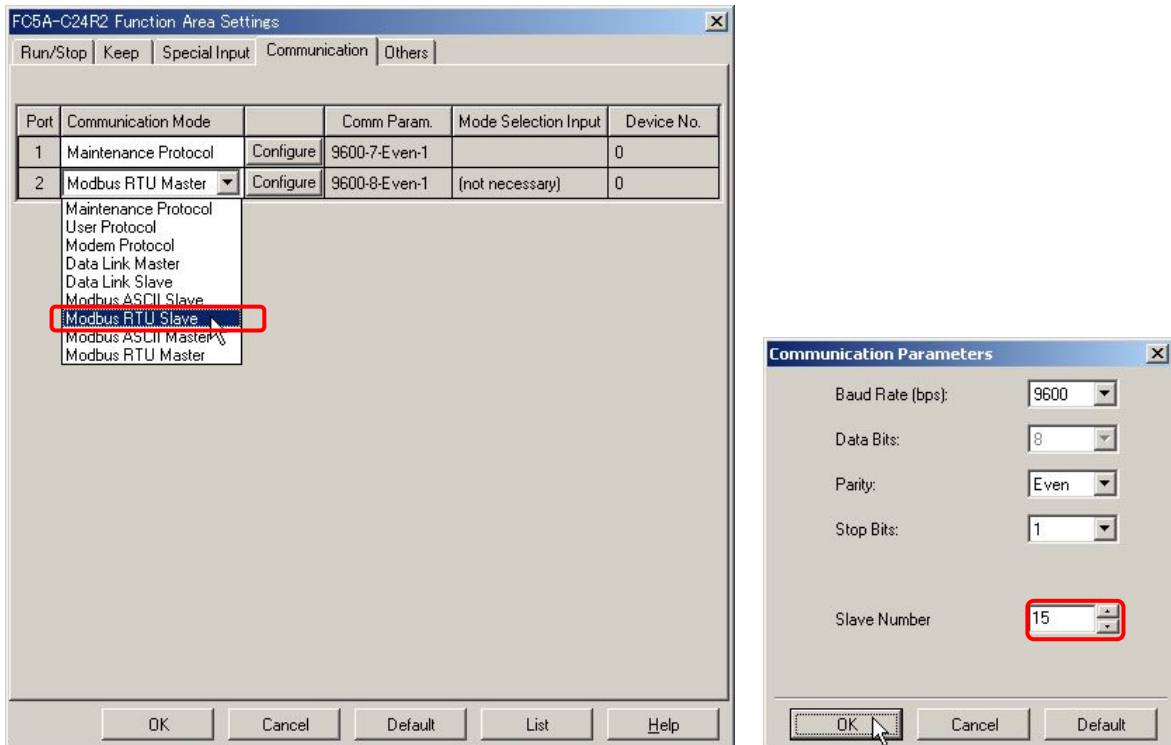 FC5A-C24R2 Function Area Settings
Run/Stop Keep Special Input Communication Others
Port Communication Mode Comm Param. Mode Selection Input Device No.
1 Maintenance Protocol Configure 9600-7-Even-1 0
2 Modbus RTU Master Configure 9600-8-Even-1 (not necessary) 0
Maintenance Protocol
User Protocol
Modem Protocol
Data Link Master
Data Link Slave
Modbus ASCII Slave
Modbus RTU Slave
Modbus ASCII Master
Modbus RTU Master
OK Cancel Default List Help
Communication Parameters
Baud Rate (bps): 9600
Data Bits: 8
Parity: Even
Stop Bits: 1
Slave Number 15
OK Cancel Default